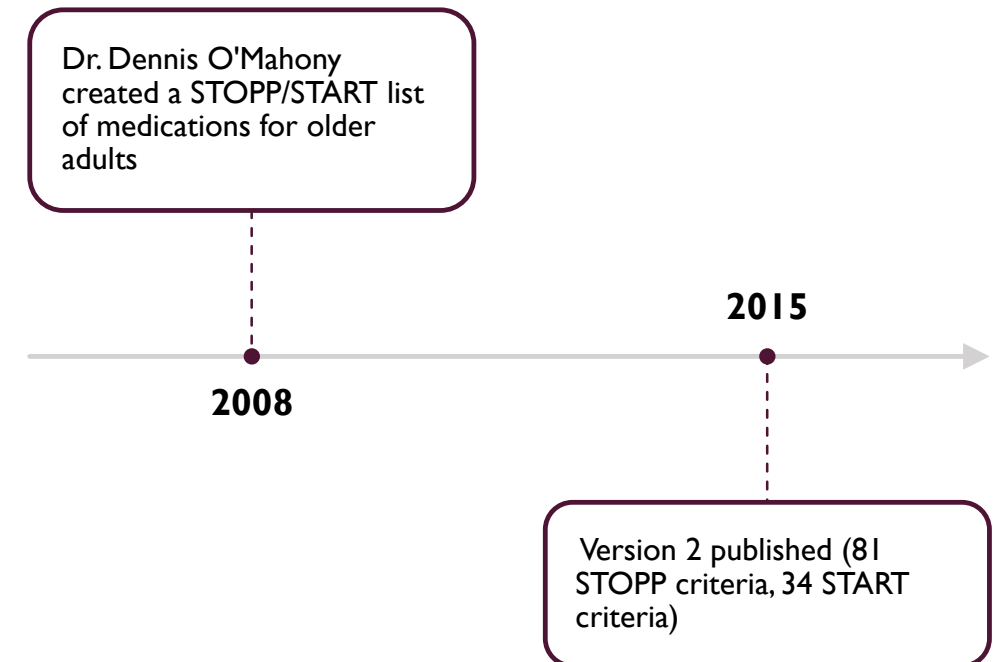 Dr. Dennis O'Mahony
created a STOPP/START list
of medications for older
adults
2008
2015
Version 2 published (81
STOPP criteria, 34 START
criteria)